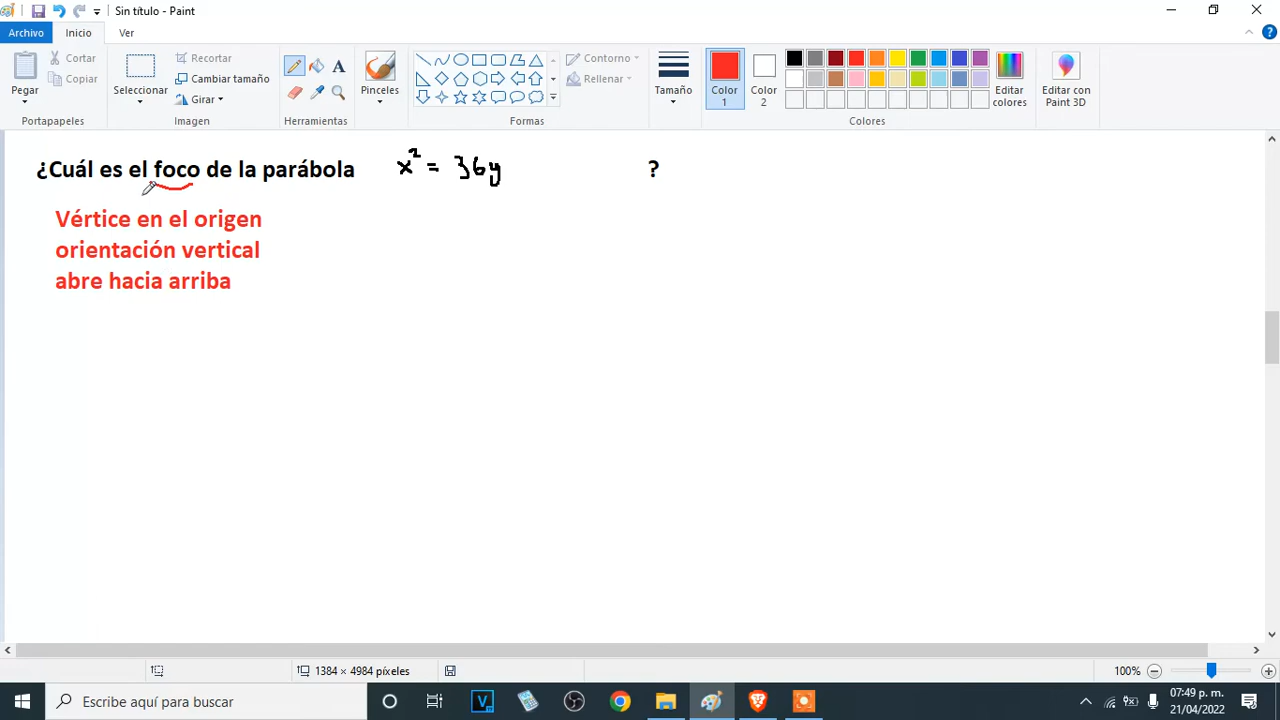 Sin título - Paint
Archivo Inicio Ver
Pegar
Cortar
Copiar
Portapapeles
Seleccionar
Recortar
Cambiar tamaño
Girar
Imagen
A
Herramientas
Pinceles
Contorno
Rellenar
Formas
Tamaño
Color 1
Color 2
Editar colores
Editar con Paint 3D
Colores
¿Cuál es el foco de la parábola x² = 36y ?
Vértice en el origen
orientación vertical
abre hacia arriba
1384 × 4984 píxeles
100%
Escribe aquí para buscar
07:49 p. m.
21/04/2022